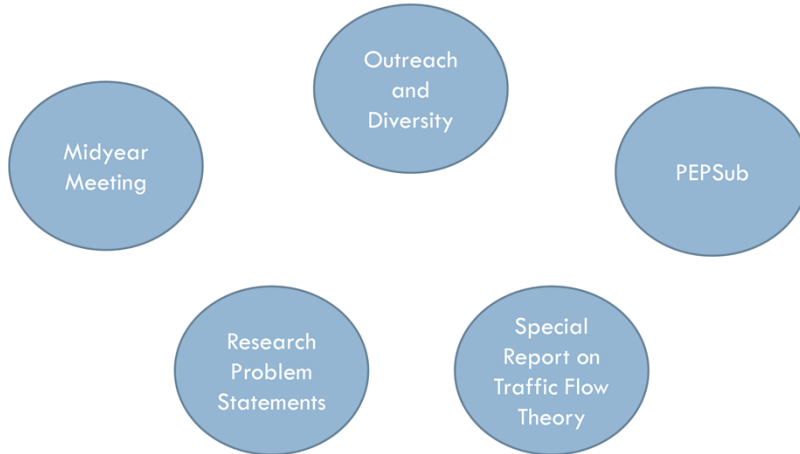 Outreach
and
Diversity
Midyear
Meeting
PEPSub
Research
Problem
Statements
Special
Report on
Traffic Flow
Theory